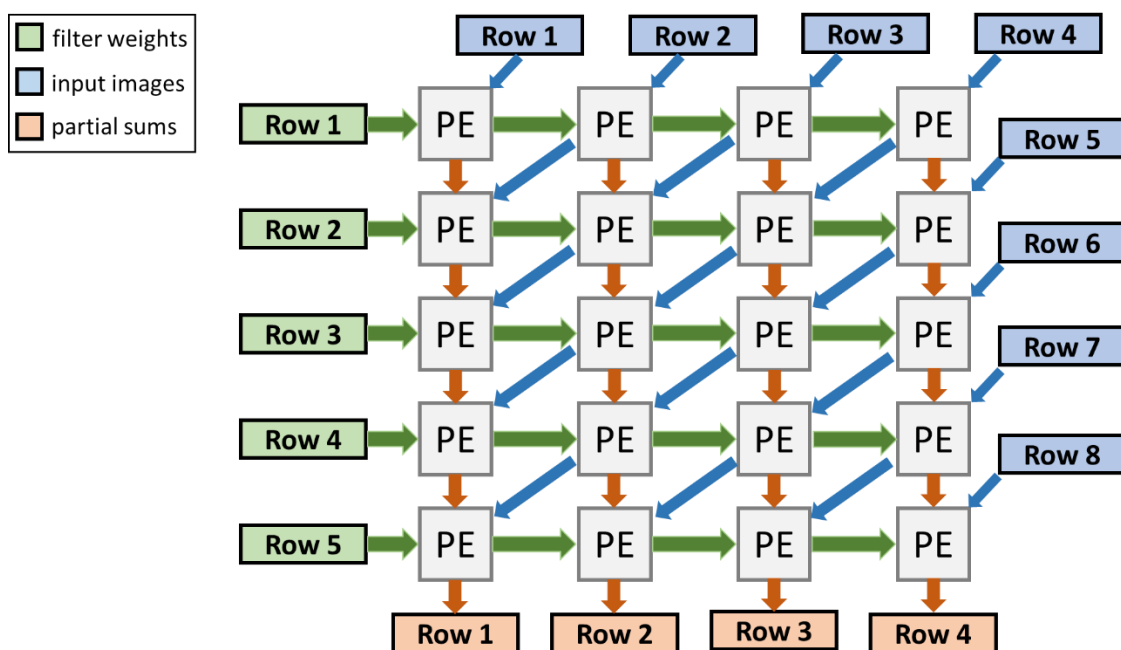 filter weights
input images
partial sums
Row 1
Row 2
Row 3
Row 4
Row 1
PE
PE
PE
PE
Row 5
Row 2
PE
PE
PE
PE
Row 6
Row 3
PE
PE
PE
PE
Row 7
Row 4
PE
PE
PE
PE
Row 8
Row 5
PE
PE
PE
PE
Row 1
Row 2
Row 3
Row 4